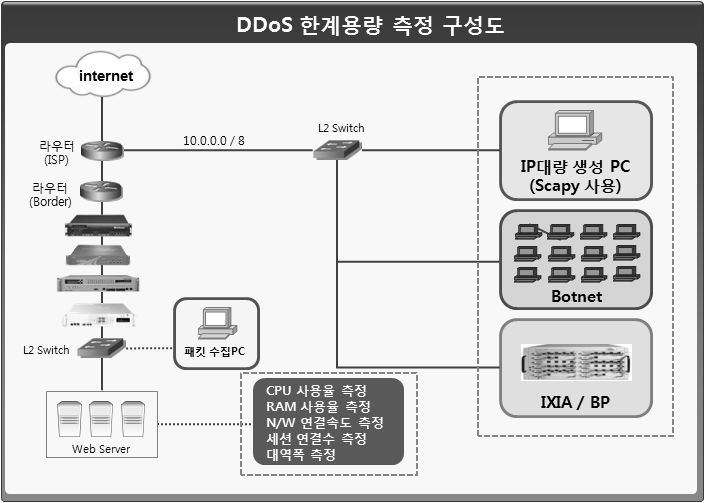 DDoS 한계용량 측정 구성도
internet
라우터
(ISP)
10.0.0.0 / 8
L2 Switch
IP대량 생성 PC
(Scapy 사용)
라우터
(Border)
Botnet
L2 Switch
패킷 수집PC
IXIA / BP
Web Server
CPU 사용율 측정
RAM 사용율 측정
N/W 연결속도 측정
세션 연결수 측정
대역폭 측정